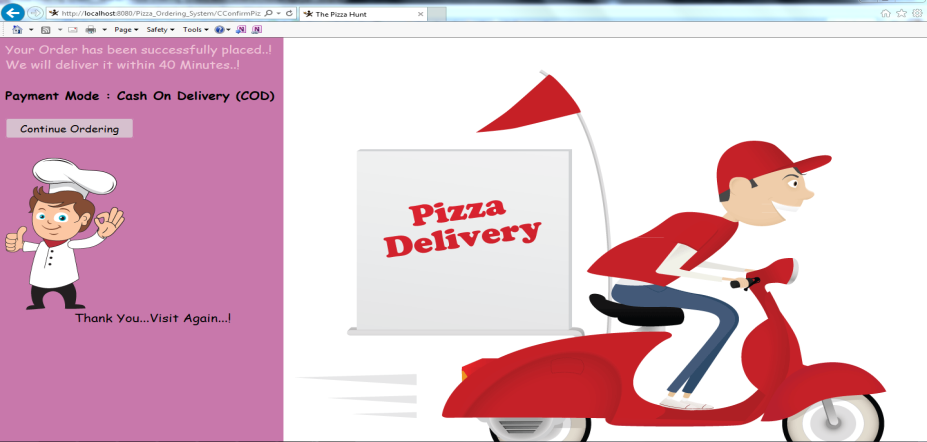 http://localhost:8080/Pizza_Ordering_System/CConfirmPiz
The Pizza Hunt
Page
Safety
Tools
Your Order has been successfully placed..!
We will deliver it within 40 Minutes..!
Payment Mode : Cash On Delivery (COD)
Continue Ordering
Thank You...Visit Again...!
Pizza
Delivery